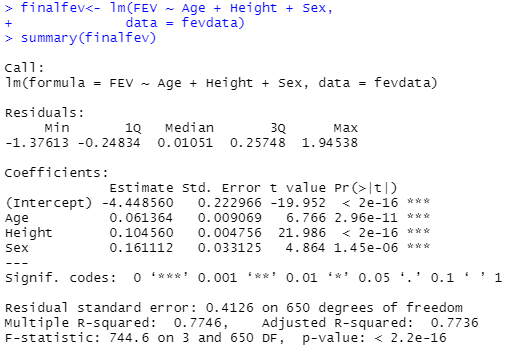 > finalfev<- lm(FEV ~ Age + Height + Sex,
+               data = fevdata)
> summary(finalfev)
Call:
lm(formula = FEV ~ Age + Height + Sex, data = fevdata)
Residuals:
     Min       1Q   Median       3Q      Max
-1.37613 -0.24834  0.01051  0.25748  1.94538
Coefficients:
             Estimate Std. Error t value Pr(>|t|)
(Intercept) -4.448560   0.222966 -19.952  < 2e-16 ***
Age          0.061364   0.009069   6.766 2.96e-11 ***
Height       0.104560   0.004756  21.986  < 2e-16 ***
Sex          0.161112   0.033125   4.864 1.45e-06 ***
---
Signif. codes:  0 ‘***’ 0.001 ‘**’ 0.01 ‘*’ 0.05 ‘.’ 0.1 ‘ ’ 1
Residual standard error: 0.4126 on 650 degrees of freedom
Multiple R-squared:  0.7746,    Adjusted R-squared:  0.7736
F-statistic: 744.6 on 3 and 650 DF,  p-value: < 2.2e-16